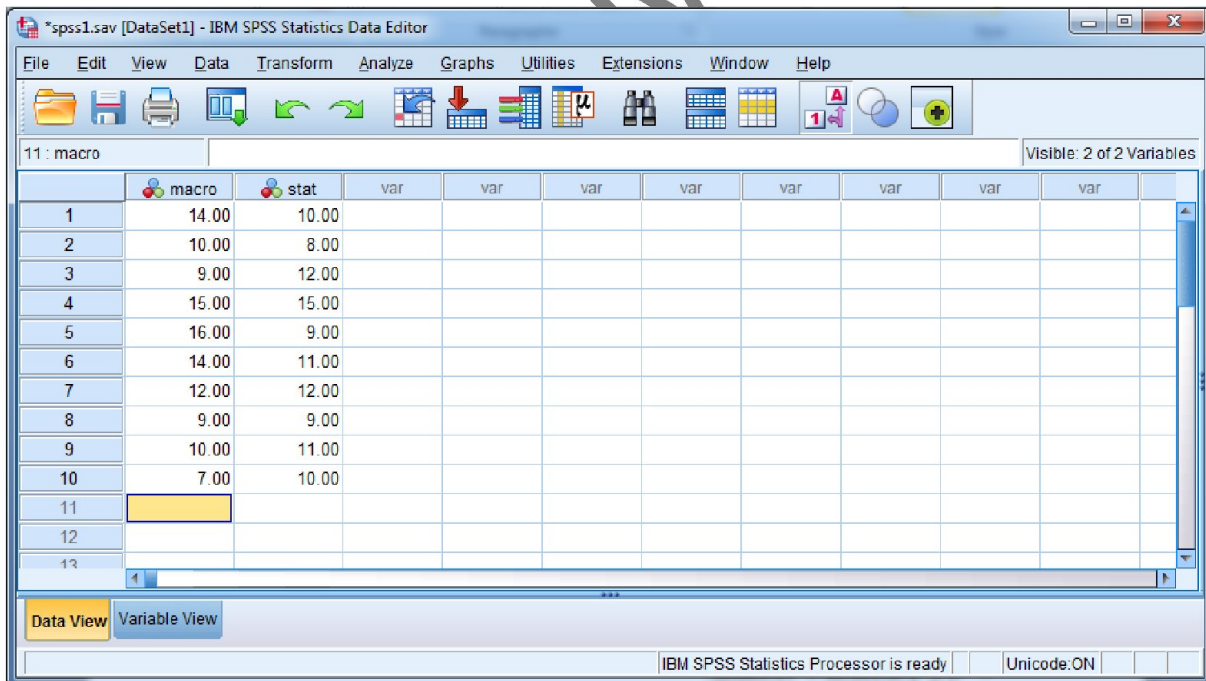 *spss1.sav [DataSet1] - IBM SPSS Statistics Data Editor
File Edit View Data Transform Analyze Graphs Utilities Extensions Window Help
μ A 1
11 : macro Visible: 2 of 2 Variables
macro stat var var var var var var var var
1 14.00 10.00
2 10.00 8.00
3 9.00 12.00
4 15.00 15.00
5 16.00 9.00
6 14.00 11.00
7 12.00 12.00
8 9.00 9.00
9 10.00 11.00
10 7.00 10.00
11
12
13
Data View Variable View
IBM SPSS Statistics Processor is ready Unicode:ON